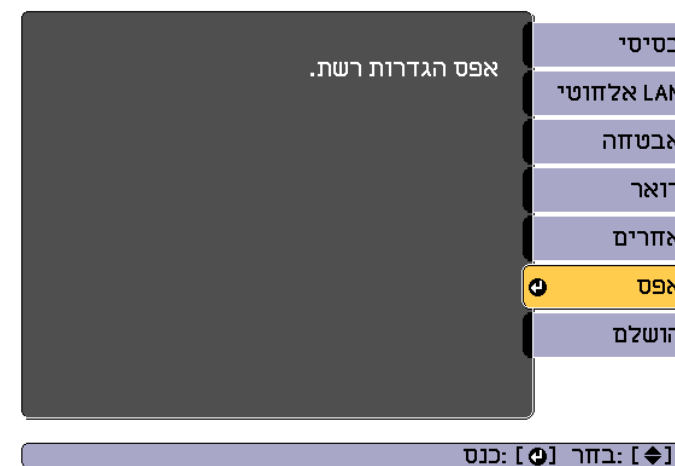 אפס הגדרות רשת.
בסיסי
LAN אלחוטי
אבטחה
דואר
אחרים
אפס
הושלם
[◆] :בחר [↵] :כנס